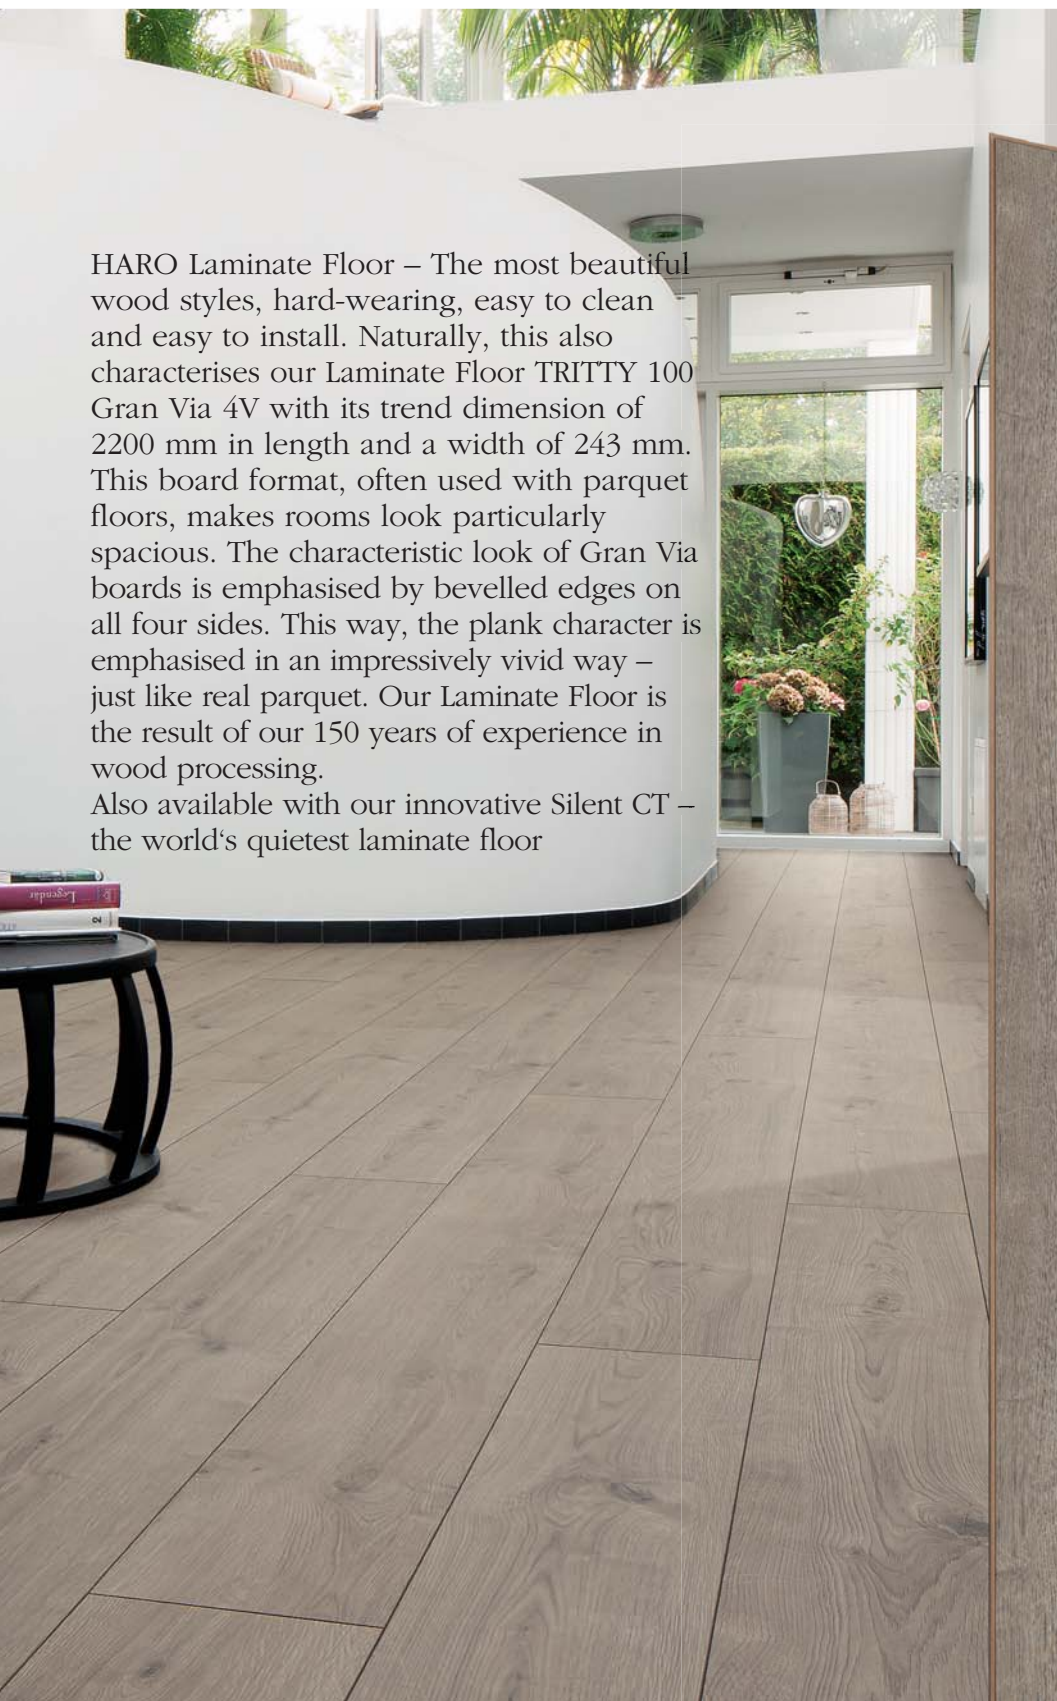 HARO Laminate Floor – The most beautiful
wood styles, hard-wearing, easy to clean
and easy to install. Naturally, this also
characterises our Laminate Floor TRITTY 100
Gran Via 4V with its trend dimension of
2200 mm in length and a width of 243 mm.
This board format, often used with parquet
floors, makes rooms look particularly
spacious. The characteristic look of Gran Via
boards is emphasised by bevelled edges on
all four sides. This way, the plank character is
emphasised in an impressively vivid way –
just like real parquet. Our Laminate Floor is
the result of our 150 years of experience in
wood processing.
Also available with our innovative Silent CT –
the world‘s quietest laminate floor
Legendär
2